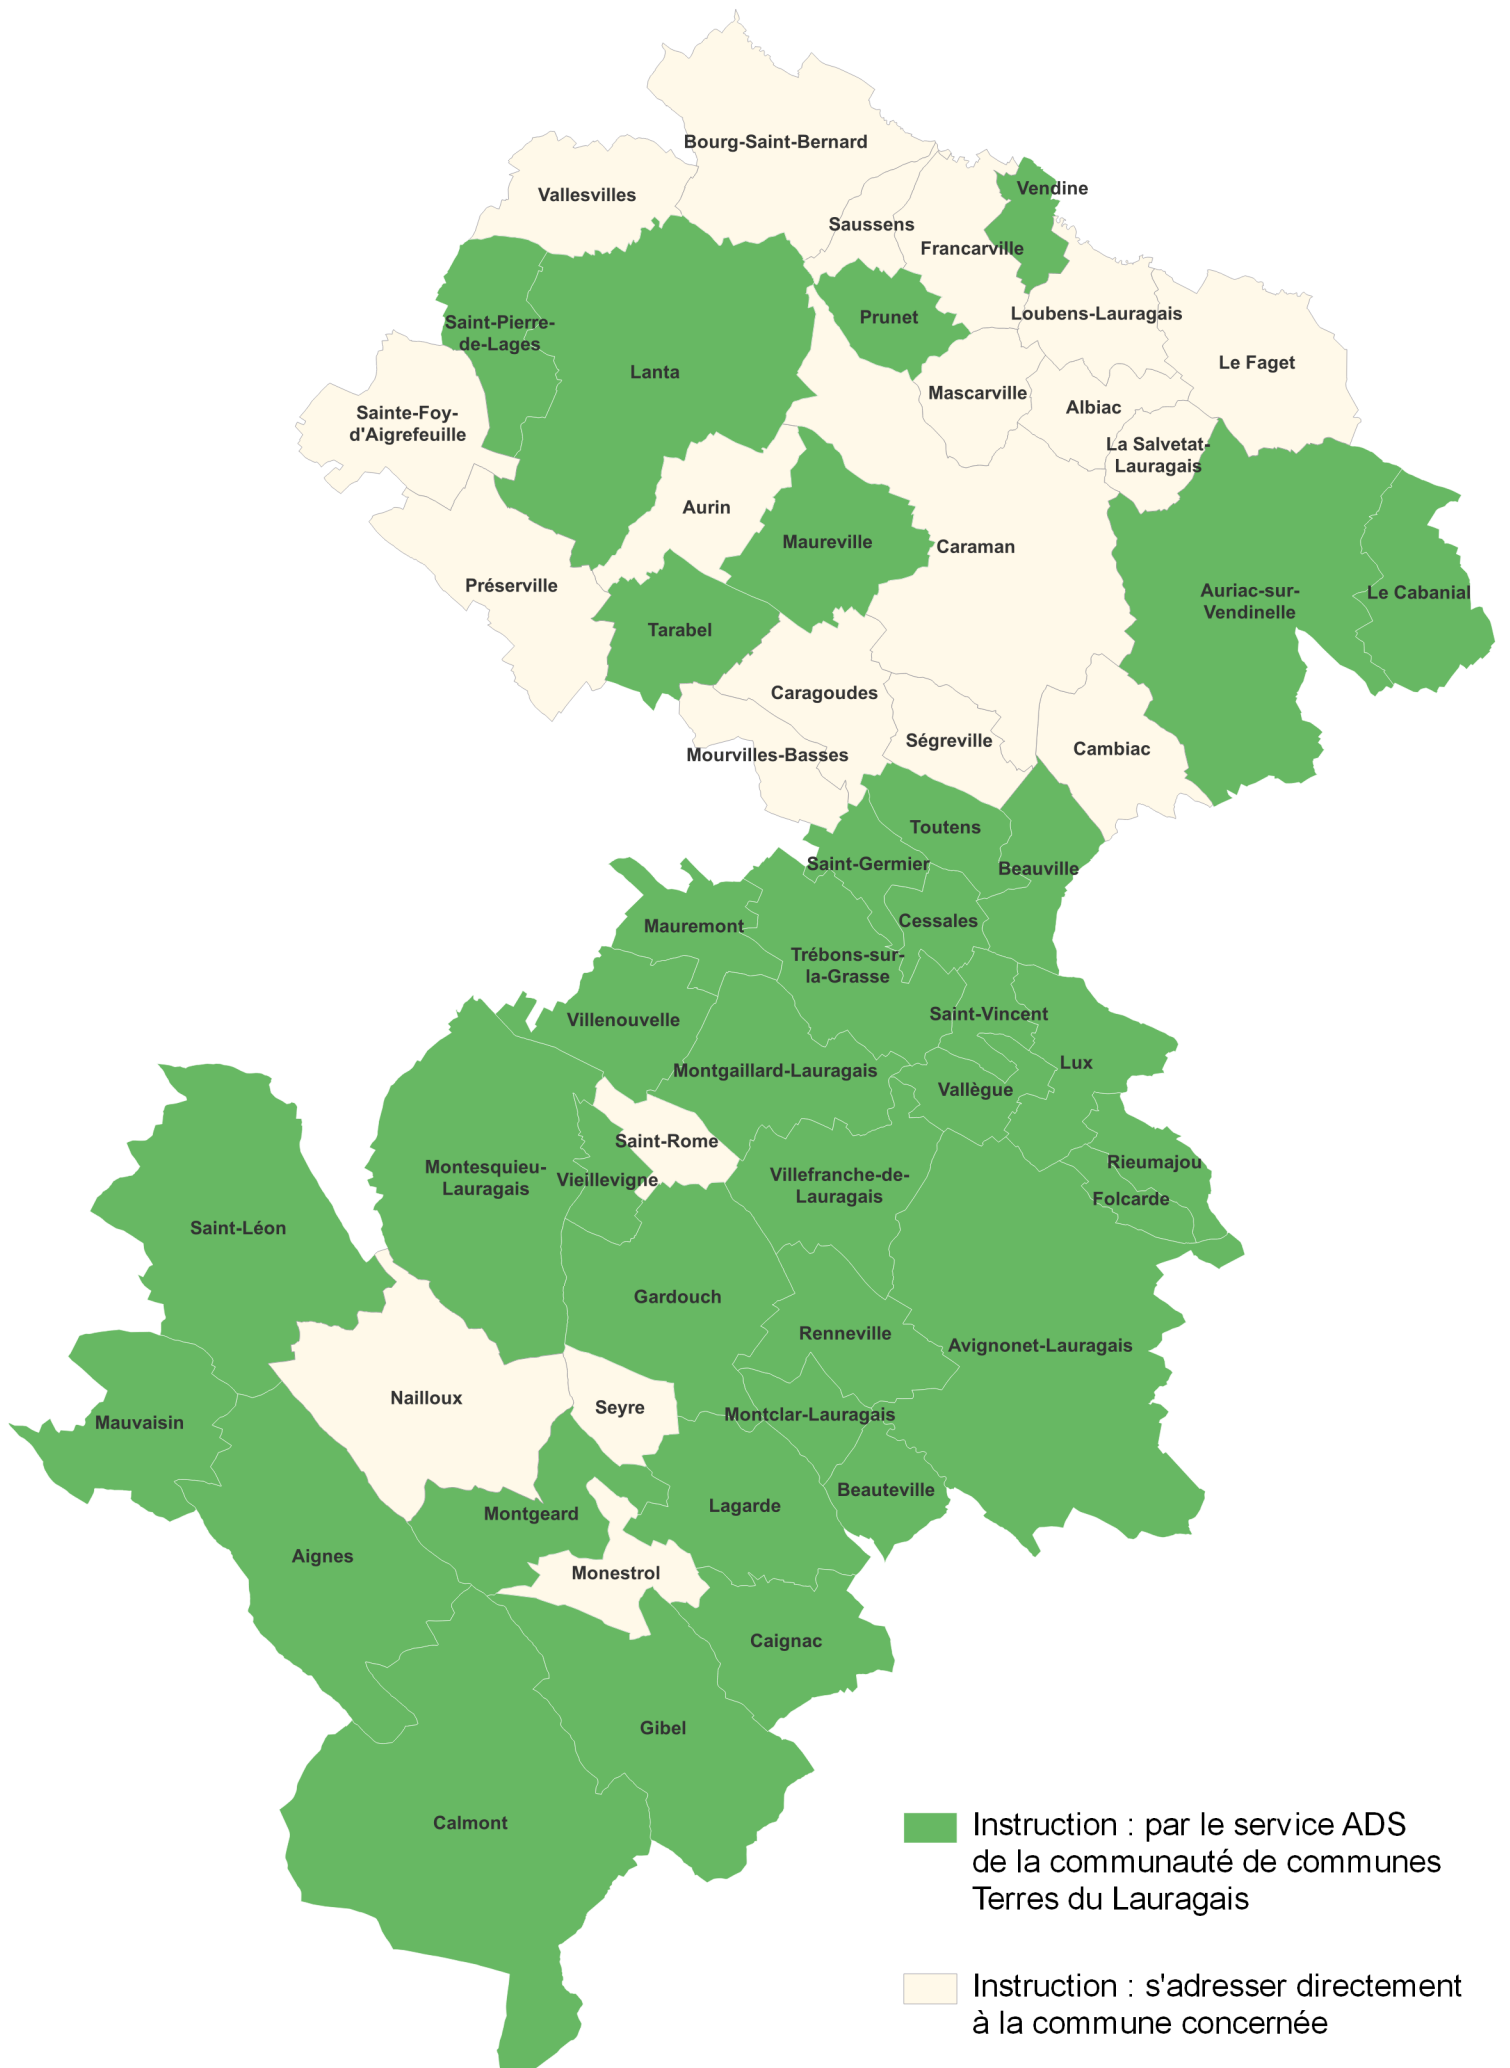 Bourg-Saint-Bernard
Vallesvilles
Vendine
Saussens
Francarville
Loubens-Lauragais
Prunet
Saint-Pierre-
de-Lages
Lanta
Le Faget
Mascarville
Albiac
Sainte-Foy-
d'Aigrefeuille
La Salvetat-
Lauragais
Aurin
Maureville
Caraman
Préserville
Auriac-sur-
Vendinelle
Le Cabanial
Tarabel
Caragoudes
Ségreville
Cambiac
Mourvilles-Basses
Toutens
Saint-Germier
Beauville
Cessales
Mauremont
Trébons-sur-
la-Grasse
Saint-Vincent
Villenouvelle
Lux
Montgaillard-Lauragais
Vallègue
Saint-Rome
Rieumajou
Montesquieu-
Lauragais
Vieillevigne
Villefranche-de-
Lauragais
Folcarde
Saint-Léon
Gardouch
Renneville
Avignonet-Lauragais
Nailloux
Seyre
Montclar-Lauragais
Mauvaisin
Beauteville
Lagarde
Montgeard
Aignes
Monestrol
Caignac
Gibel
Calmont
Instruction : par le service ADS
de la communauté de communes
Terres du Lauragais
Instruction : s'adresser directement
à la commune concernée